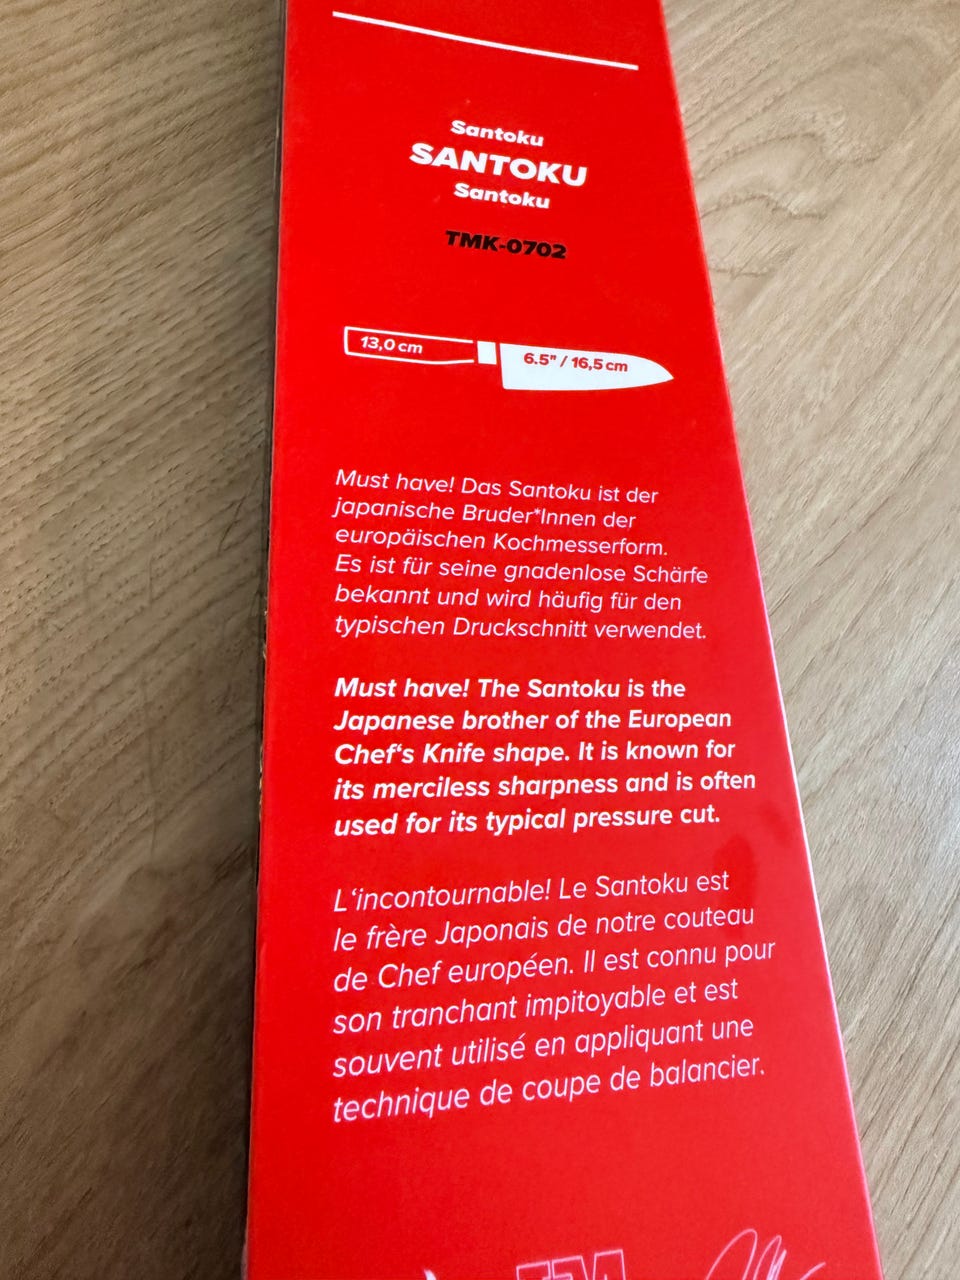 Santoku
SANTOKU
Santoku
TMK-0702
13,0 cm
6.5" / 16,5 cm
Must have! Das Santoku ist der
japanische Bruder*Innen der
europäischen Kochmesserform.
Es ist für seine gnadenlose Schärfe
bekannt und wird häufig für den
typischen Druckschnitt verwendet.
Must have! The Santoku is the
Japanese brother of the European
Chef‘s Knife shape. It is known for
its merciless sharpness and is often
used for its typical pressure cut.
L‘incontournable! Le Santoku est
le frère Japonais de notre couteau
de Chef européen. Il est connu pour
son tranchant impitoyable et est
souvent utilisé en appliquant une
technique de coupe de balancier.